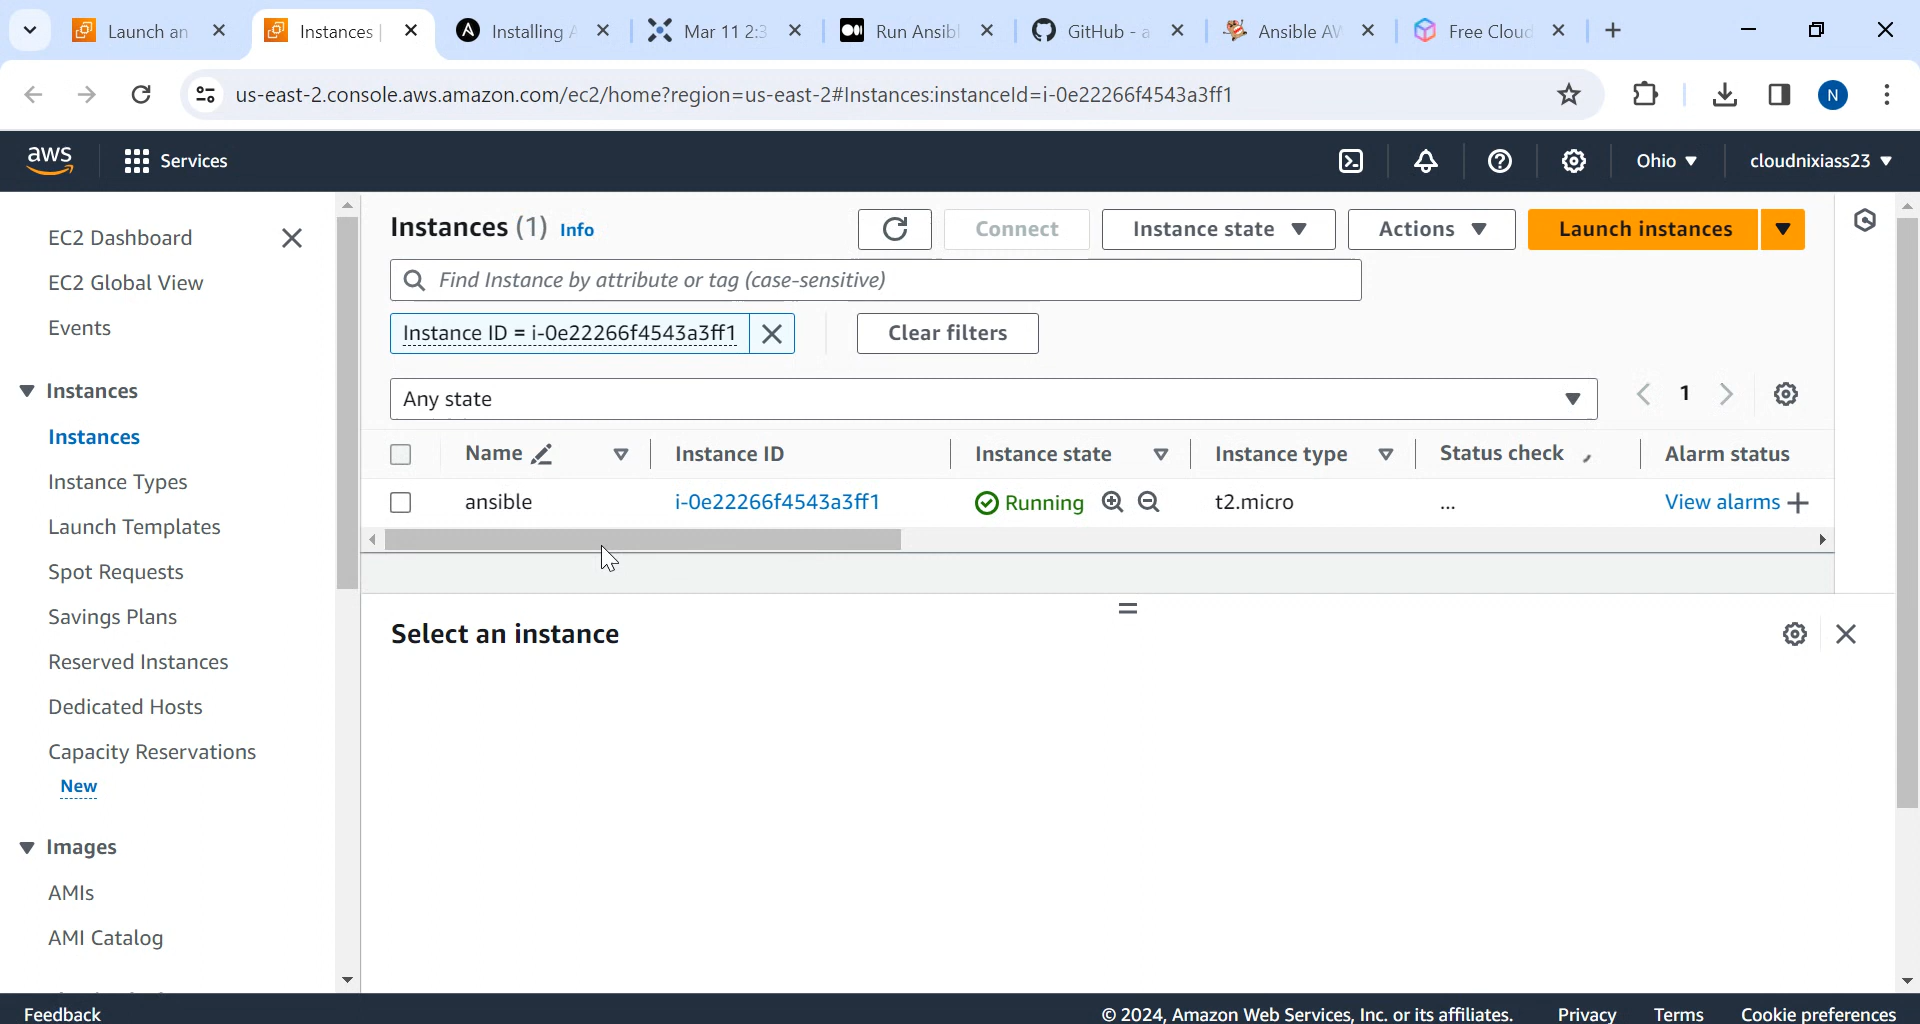 Launch an
Instances |
Installing A
Mar 11 2:3
Run Ansibl
GitHub - a
Ansible AV
Free Cloud
us-east-2.console.aws.amazon.com/ec2/home?region=us-east-2#Instances:instanceId=i-0e22266f4543a3ff1
N
aws
Services
Ohio
cloudnixiass23
EC2 Dashboard
EC2 Global View
Events
Instances
Instances
Instance Types
Launch Templates
Spot Requests
Savings Plans
Reserved Instances
Dedicated Hosts
Capacity Reservations
New
Images
AMIs
AMI Catalog
Instances (1) Info
Connect
Instance state
Actions
Launch instances
Find Instance by attribute or tag (case-sensitive)
Instance ID = i-0e22266f4543a3ff1
Clear filters
Any state
1
Name
Instance ID
Instance state
Instance type
Status check
Alarm status
ansible
i-0e22266f4543a3ff1
Running
t2.micro
...
View alarms +
Select an instance
Feedback
© 2024, Amazon Web Services, Inc. or its affiliates.
Privacy
Terms
Cookie preferences